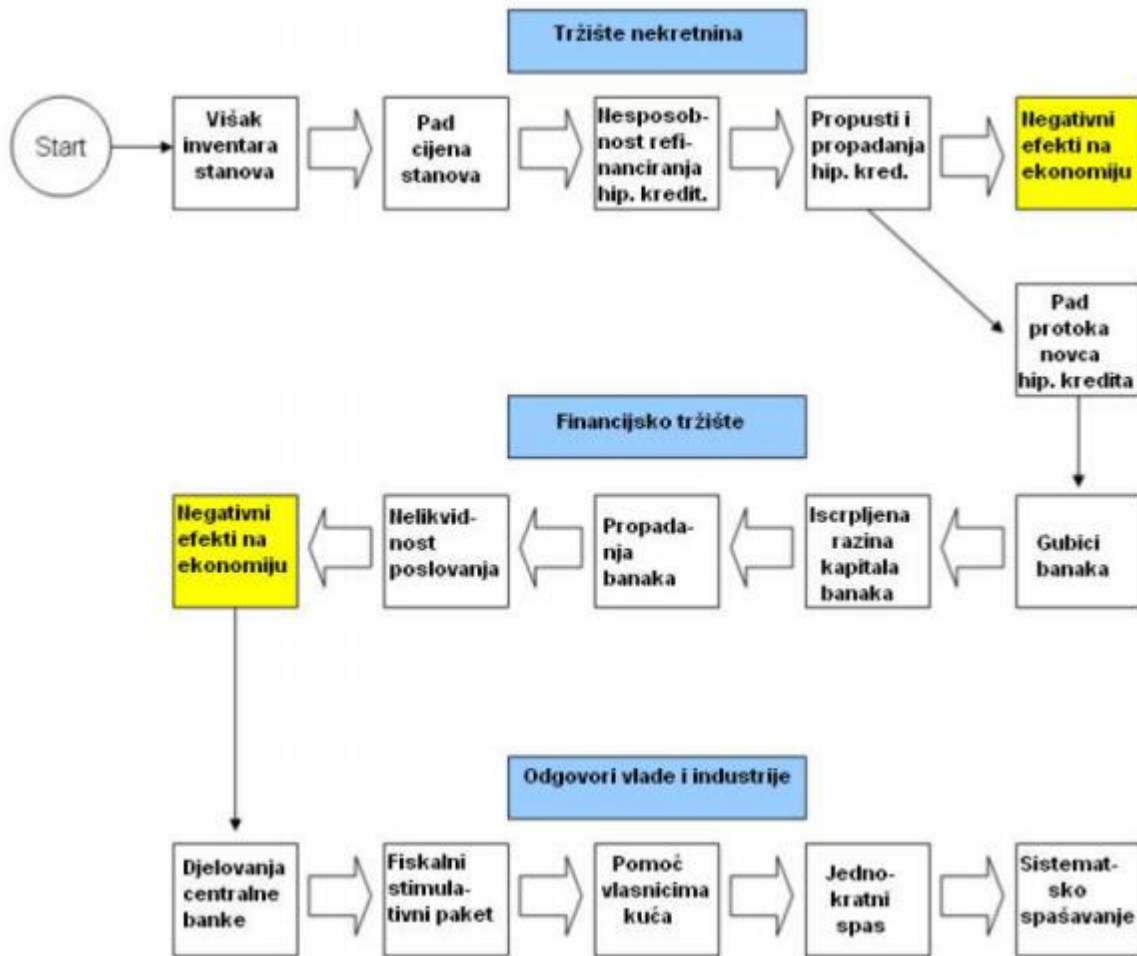 Tržište nekretnina
Start
Višak
inventara
stanova
Pad
cijena
stanova
Nesposob-
nost refi-
nanciranja
hip. kredit.
Propusti i
propadanja
hip. kred.
Negativni
efekti na
ekonomiju
Pad
protoka
novca
hip. kredita
Financijsko tržište
Negativni
efekti na
ekonomiju
Nelikvid-
nost
poslovanja
Propada-
nja
banaka
Iscrpljena
razina
kapitala
banaka
Gubici
banaka
Odgovori vlade i industrije
Djelovanja
centralne
banke
Fiskalni
stimula-
tivni paket
Pomoć
vlasnicima
kuća
Jedno-
kratni
spas
Sistemat-
sko
spašavanje